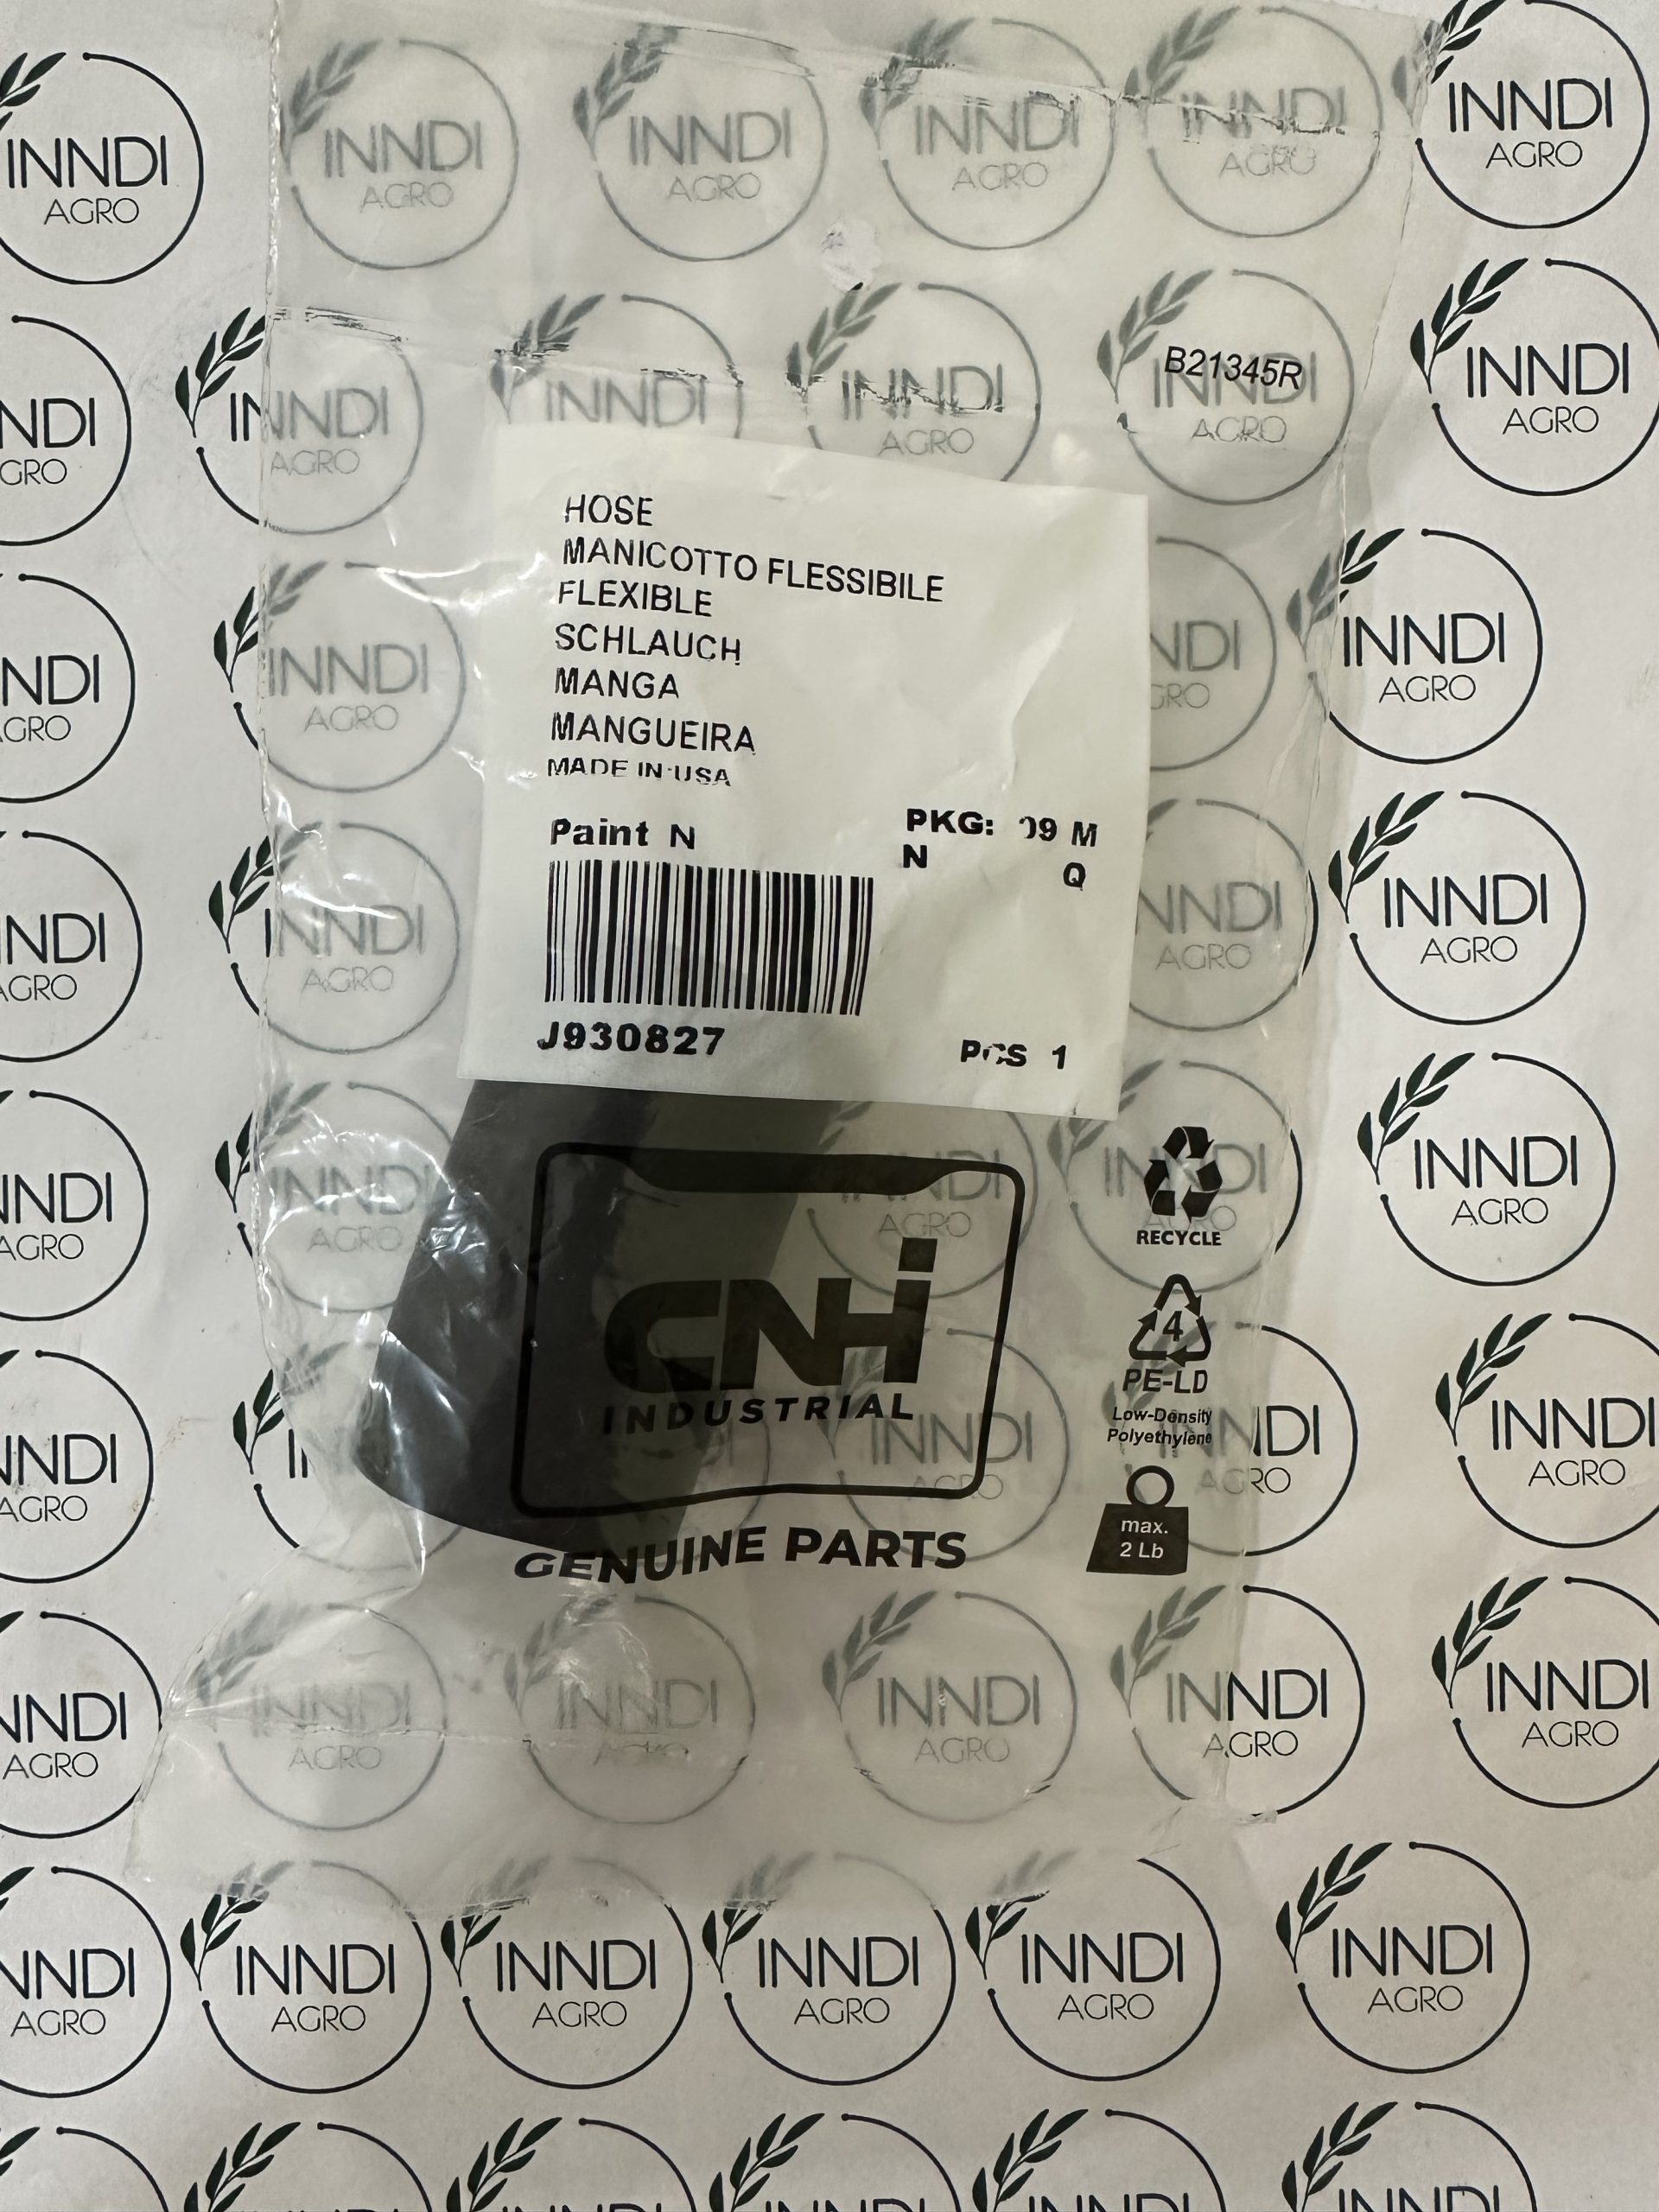 B21345R
HOSE
MANICOTTO FLESSIBILE
FLEXIBLE
SCHLAUCH
MANGA
MANGUEIRA
MADE IN USA
Paint N
PKG: 09 M
N Q
J930827
PCS 1
CNH
INDUSTRIAL
GENUINE PARTS
RECYCLE
4
PE-LD
Low-Density
Polyethylene
max.
2 Lb
INNDI
AGRO